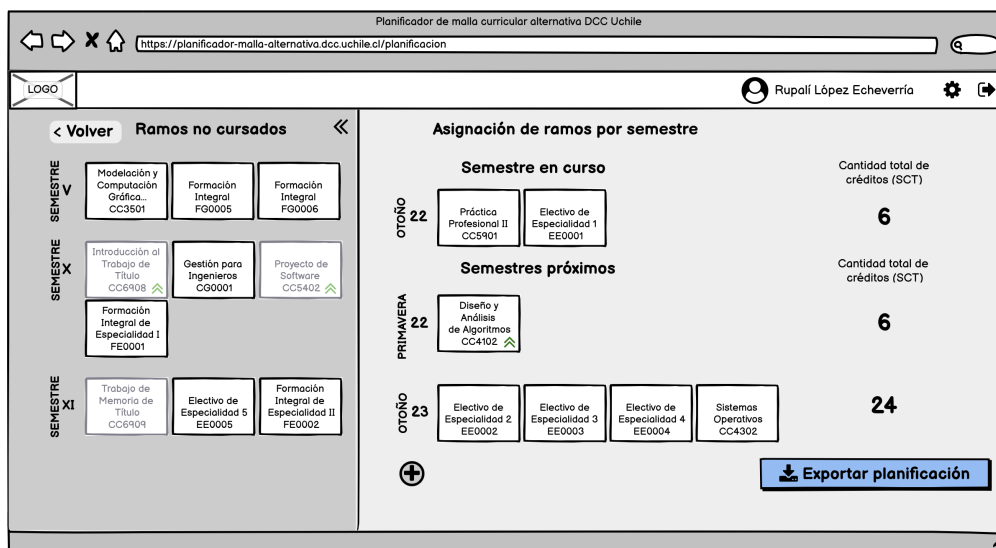 Planificador de malla curricular alternativa DCC Uchile
https://planificador-malla-alternativa.dcc.uchile.cl/planificacion
LOGO
Rupalí López Echeverría
< Volver
Ramos no cursados
SEMESTRE
V
Modelación y
Computación
Gráfica...
CC3501
Formación
Integral
FG0005
Formación
Integral
FG0006
SEMESTRE
X
Introducción al
Trabajo de
Título
CC6908
Gestión para
Ingenieros
CG0001
Proyecto de
Software
CC5402
Formación
Integral de
Especialidad I
FE0001
SEMESTRE
XI
Trabajo de
Memoria de
Título
CC6909
Electivo de
Especialidad 5
EE0005
Formación
Integral de
Especialidad II
FE0002
Asignación de ramos por semestre
Semestre en curso
Cantidad total de
créditos (SCT)
OTOÑO
22
Práctica
Profesional II
CC5901
Electivo de
Especialidad 1
EE0001
6
Semestres próximos
Cantidad total de
créditos (SCT)
PRIMAVERA
22
Diseño y
Análisis
de Algoritmos
CC4102
6
OTOÑO
23
Electivo de
Especialidad 2
EE0002
Electivo de
Especialidad 3
EE0003
Electivo de
Especialidad 4
EE0004
Sistemas
Operativos
CC4302
24
Exportar planificación